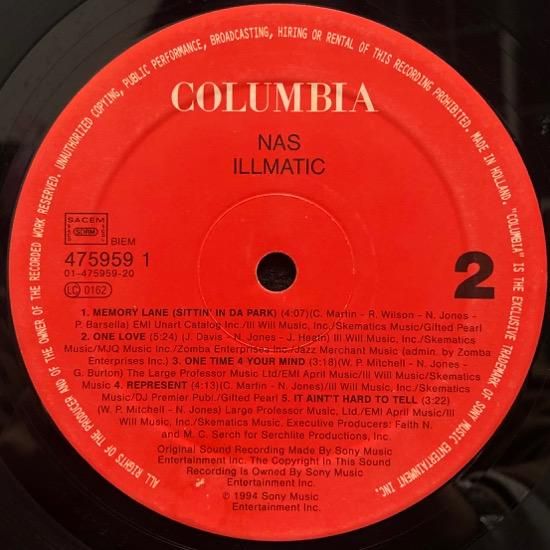 ALL RIGHTS OF THE PRODUCER AND OF THE OWNER OF THE RECORDED WORK RESERVED. UNAUTHORIZED COPYING, PUBLIC PERFORMANCE, BROADCASTING, HIRING OR RENTAL OF THIS RECORDING PROHIBITED. MADE IN HOLLAND. "COLUMBIA" IS THE EXCLUSIVE TRADEMARK OF SONY MUSIC ENTERTAINMENT INC.
COLUMBIA
NAS
ILLMATIC
SACEM
SDRM
BIEM
475959 1
01-475959-20
LC 0162
2
1. MEMORY LANE (SITTIN' IN DA PARK) (4:07)(C. Martin - R. Wilson - N. Jones -
P. Barsella) EMI Unart Catalog Inc./Ill Will Music, Inc./Skematics Music/Gifted Pearl
2. ONE LOVE (5:24) (J. Davis - N. Jones - J. Hegin) Ill Will Music, Inc./Skematics
Music/MJQ Music Inc./Zomba Enterprises Inc./Jazz Merchant Music (admin. by Zomba
Enterprises Inc.) 3. ONE TIME 4 YOUR MIND (3:18)(W. P. Mitchell - N. Jones -
G. Burton) The Large Professor Music Ltd/EMI April Music/Ill Will Music/Skematics
Music 4. REPRESENT (4:13)(C. Martin - N. Jones)/Ill Will Music, Inc./Skematics
Music/DJ Premier Publ./Gifted Pearl 5. IT AIN'T HARD TO TELL (3:22)
(W. P. Mitchell - N. Jones) Large Professor Music, Ltd./EMI April Music/Ill
Will Music, Inc./Skematics Music. Executive Producers: Faith N.
and M. C. Serch for Serchlite Productions, Inc.
Original Sound Recording Made By Sony Music
Entertainment Inc. The Copyright In This Sound
Recording Is Owned By Sony Music
Entertainment Inc.
© 1994 Sony Music
Entertainment Inc.